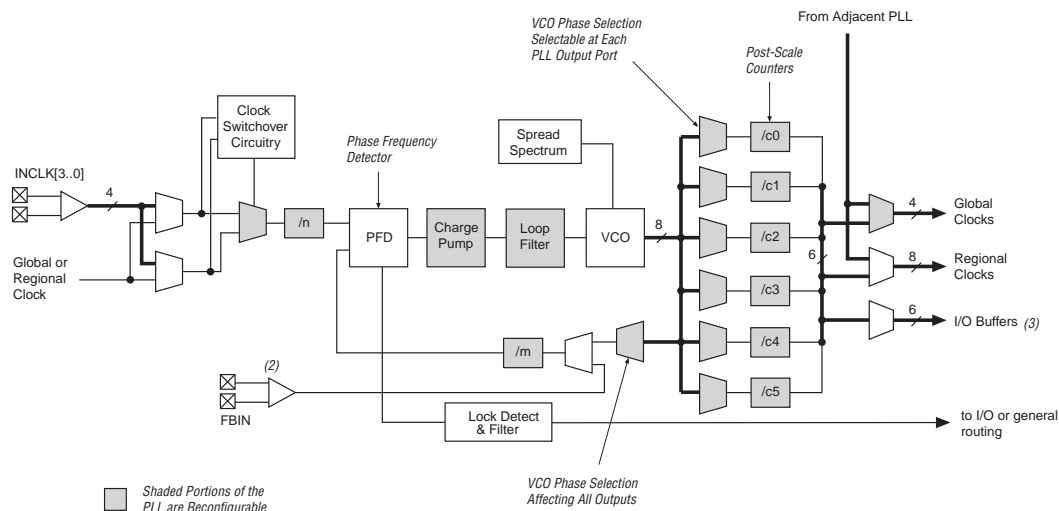 From Adjacent PLL
VCO Phase Selection
Selectable at Each
PLL Output Port
Post-Scale
Counters
Clock
Switchover
Circuitry
Phase Frequency
Detector
Spread
Spectrum
INCLK[3..0]
4
/n
PFD
Charge
Pump
Loop
Filter
VCO
8
/c0
/c1
/c2
/c3
/c4
/c5
6
4
Global
Clocks
8
Regional
Clocks
6
I/O Buffers (3)
Global or
Regional
Clock
/m
(2)
FBIN
Lock Detect
& Filter
to I/O or general
routing
VCO Phase Selection
Affecting All Outputs
Shaded Portions of the
PLL are Reconfigurable